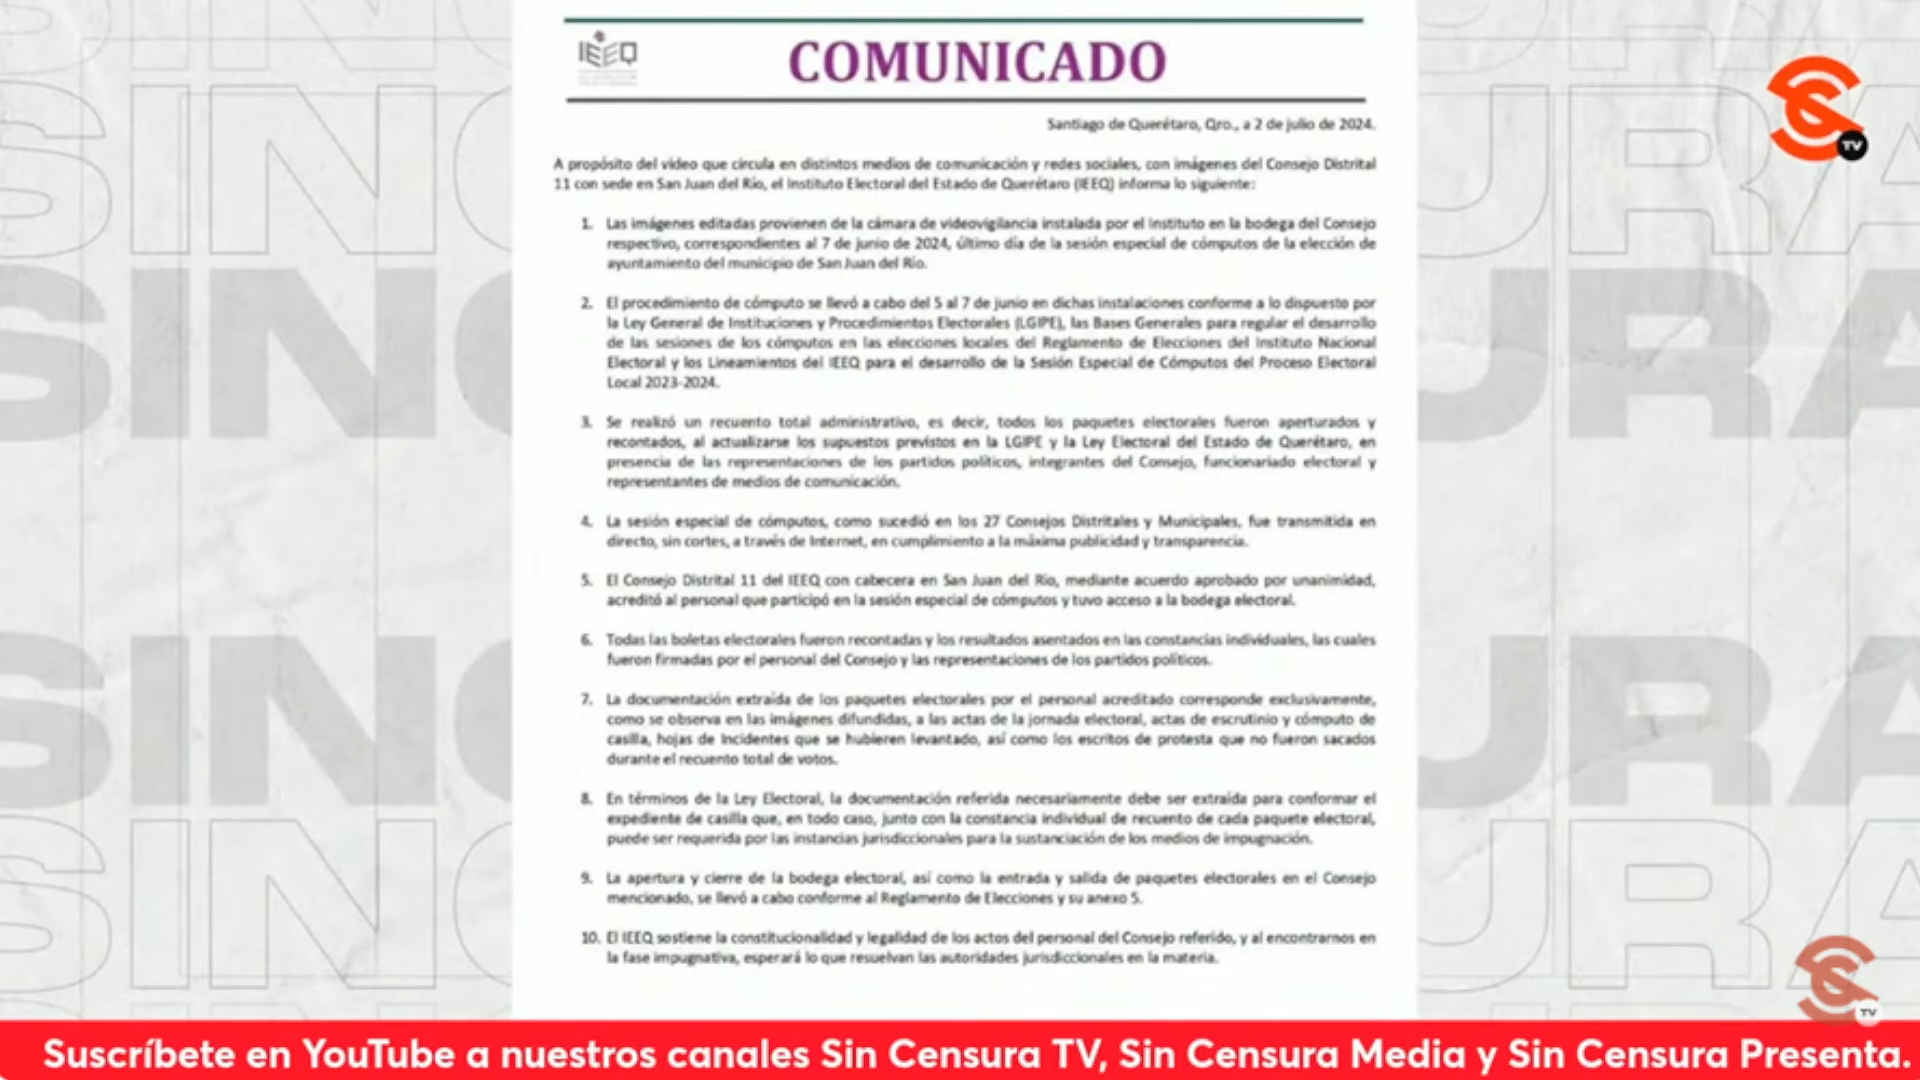 IEEQ
COMUNICADO
Santiago de Querétaro, Qro., a 2 de julio de 2024.
A propósito del video que circula en distintos medios de comunicación y redes sociales, con imágenes del Consejo Distrital
11 con sede en San Juan del Río, el Instituto Electoral del Estado de Querétaro (IEEQ) informa lo siguiente:
1. Las imágenes editadas provienen de la cámara de videovigilancia instalada por el Instituto en la bodega del Consejo
respectivo, correspondientes al 7 de junio de 2024, último día de la sesión especial de cómputos de la elección de
ayuntamiento del municipio de San Juan del Río.
2. El procedimiento de cómputo se llevó a cabo del 5 al 7 de junio en dichas instalaciones conforme a lo dispuesto por
la Ley General de Instituciones y Procedimientos Electorales (LGIPE), las Bases Generales para regular el desarrollo
de las sesiones de los cómputos en las elecciones locales del Reglamento de Elecciones del Instituto Nacional
Electoral y los Lineamientos del IEEQ para el desarrollo de la Sesión Especial de Cómputos del Proceso Electoral
Local 2023-2024.
3. Se realizó un recuento total administrativo, es decir, todos los paquetes electorales fueron aperturados y
recontados, al actualizarse los supuestos previstos en la LGIPE y la Ley Electoral del Estado de Querétaro, en
presencia de las representaciones de los partidos políticos, integrantes del Consejo, funcionariado electoral y
representantes de medios de comunicación.
4. La sesión especial de cómputos, como sucedió en los 27 Consejos Distritales y Municipales, fue transmitida en
directo, sin cortes, a través de Internet, en cumplimiento a la máxima publicidad y transparencia.
5. El Consejo Distrital 11 del IEEQ con cabecera en San Juan del Río, mediante acuerdo aprobado por unanimidad,
acreditó al personal que participó en la sesión especial de cómputos y tuvo acceso a la bodega electoral.
6. Todas las boletas electorales fueron recontadas y los resultados asentados en las constancias individuales, las cuales
fueron firmadas por el personal del Consejo y las representaciones de los partidos políticos.
7. La documentación extraída de los paquetes electorales por el personal acreditado corresponde exclusivamente,
como se observa en las imágenes difundidas, a las actas de la jornada electoral, actas de escrutinio y cómputo de
casilla, hojas de Incidentes que se hubieren levantado, así como los escritos de protesta que no fueron sacados
durante el recuento total de votos.
8. En términos de la Ley Electoral, la documentación referida necesariamente debe ser extraída para conformar el
expediente de casilla que, en todo caso, junto con la constancia individual de recuento de cada paquete electoral,
puede ser requerida por las instancias jurisdiccionales para la sustanciación de los medios de impugnación.
9. La apertura y cierre de la bodega electoral, así como la entrada y salida de paquetes electorales en el Consejo
mencionado, se llevó a cabo conforme al Reglamento de Elecciones y su anexo 5.
10. El IEEQ sostiene la constitucionalidad y legalidad de los actos del personal del Consejo referido, y al encontrarnos en
la fase impugnativa, esperará lo que resuelvan las autoridades jurisdiccionales en la materia.
TV
TV
Suscríbete en YouTube a nuestros canales Sin Censura TV, Sin Censura Media y Sin Censura Presenta.